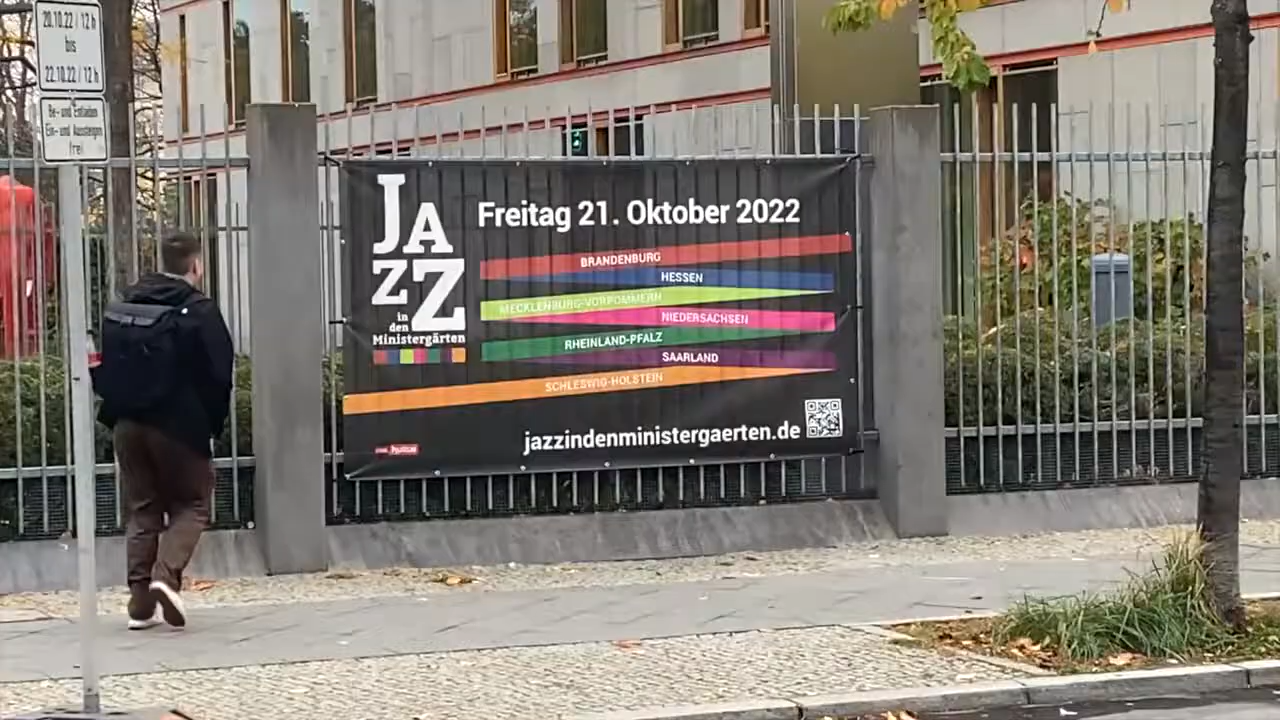 20.10.22 / 12 h
bis
22.10.22 / 12 h
Be- und Entladen
Ein- und Aussteigen
frei
JAZZ
in
den
Ministergärten
Freitag 21. Oktober 2022
BRANDENBURG
HESSEN
MECKLENBURG-VORPOMMERN
NIEDERSACHSEN
RHEINLAND-PFALZ
SAARLAND
SCHLESWIG-HOLSTEIN
jazzindenministergaerten.de